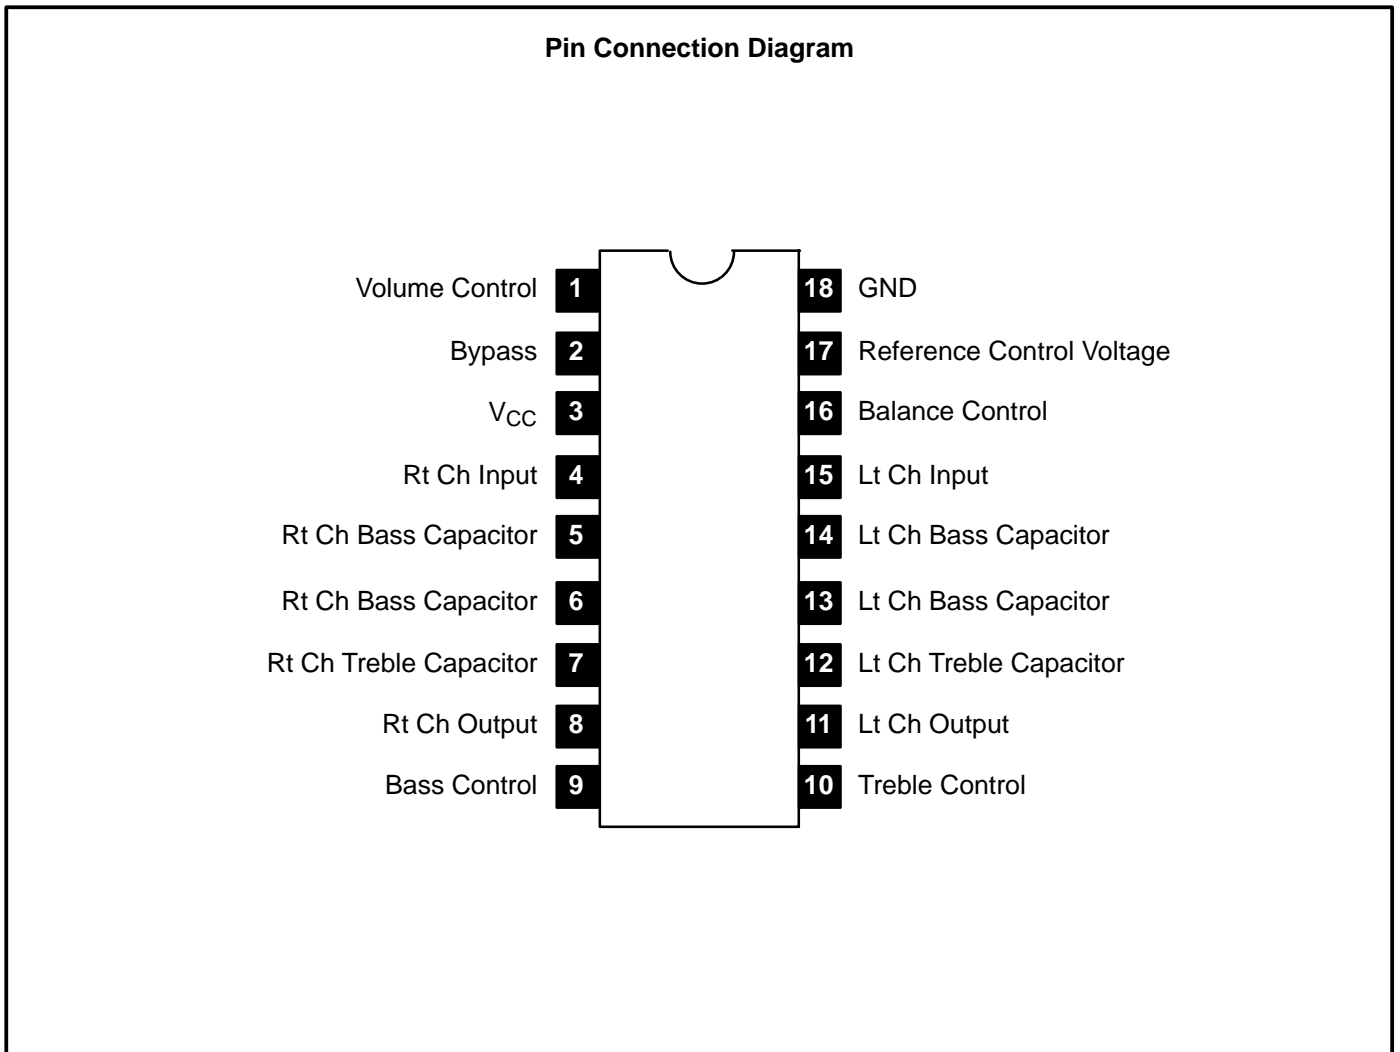 Pin Connection Diagram
Volume Control 1 18 GND
Bypass 2 17 Reference Control Voltage
VCC 3 16 Balance Control
Rt Ch Input 4 15 Lt Ch Input
Rt Ch Bass Capacitor 5 14 Lt Ch Bass Capacitor
Rt Ch Bass Capacitor 6 13 Lt Ch Bass Capacitor
Rt Ch Treble Capacitor 7 12 Lt Ch Treble Capacitor
Rt Ch Output 8 11 Lt Ch Output
Bass Control 9 10 Treble Control